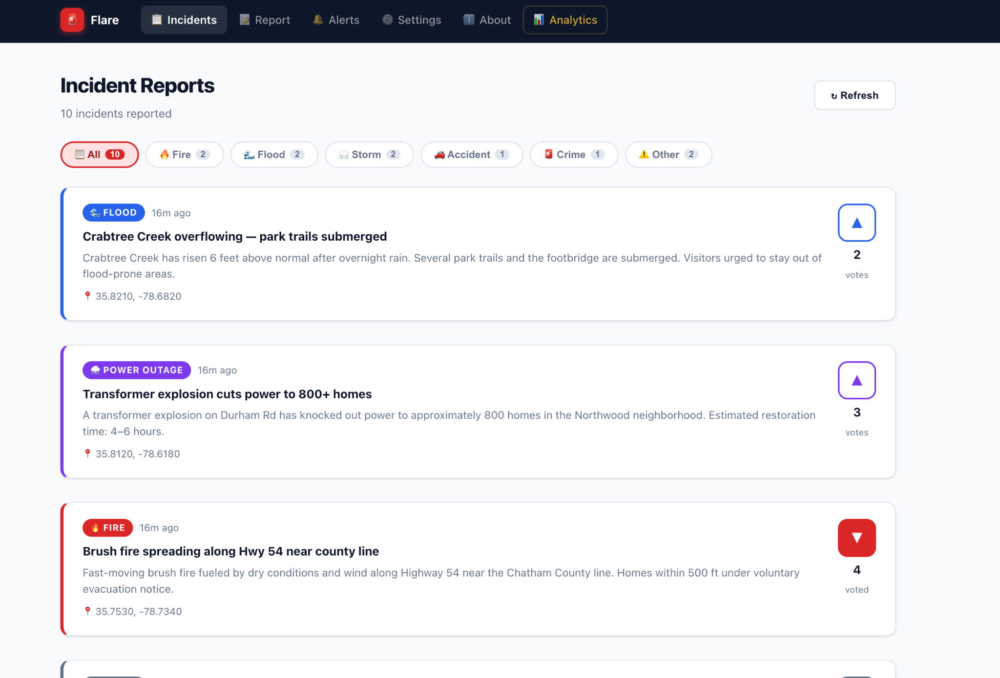 Flare
Incidents
Report
Alerts
Settings
About
Analytics
Incident Reports
10 incidents reported
↻ Refresh
All 10
Fire 2
Flood 2
Storm 2
Accident 1
Crime 1
Other 2
FLOOD 16m ago
Crabtree Creek overflowing — park trails submerged
Crabtree Creek has risen 6 feet above normal after overnight rain. Several park trails and the footbridge are submerged. Visitors urged to stay out of
flood-prone areas.
35.8210, -78.6820
▲
2
votes
POWER OUTAGE 16m ago
Transformer explosion cuts power to 800+ homes
A transformer explosion on Durham Rd has knocked out power to approximately 800 homes in the Northwood neighborhood. Estimated restoration
time: 4–6 hours.
35.8120, -78.6180
▲
3
votes
FIRE 16m ago
Brush fire spreading along Hwy 54 near county line
Fast-moving brush fire fueled by dry conditions and wind along Highway 54 near the Chatham County line. Homes within 500 ft under voluntary
evacuation notice.
35.7530, -78.7340
▼
4
voted